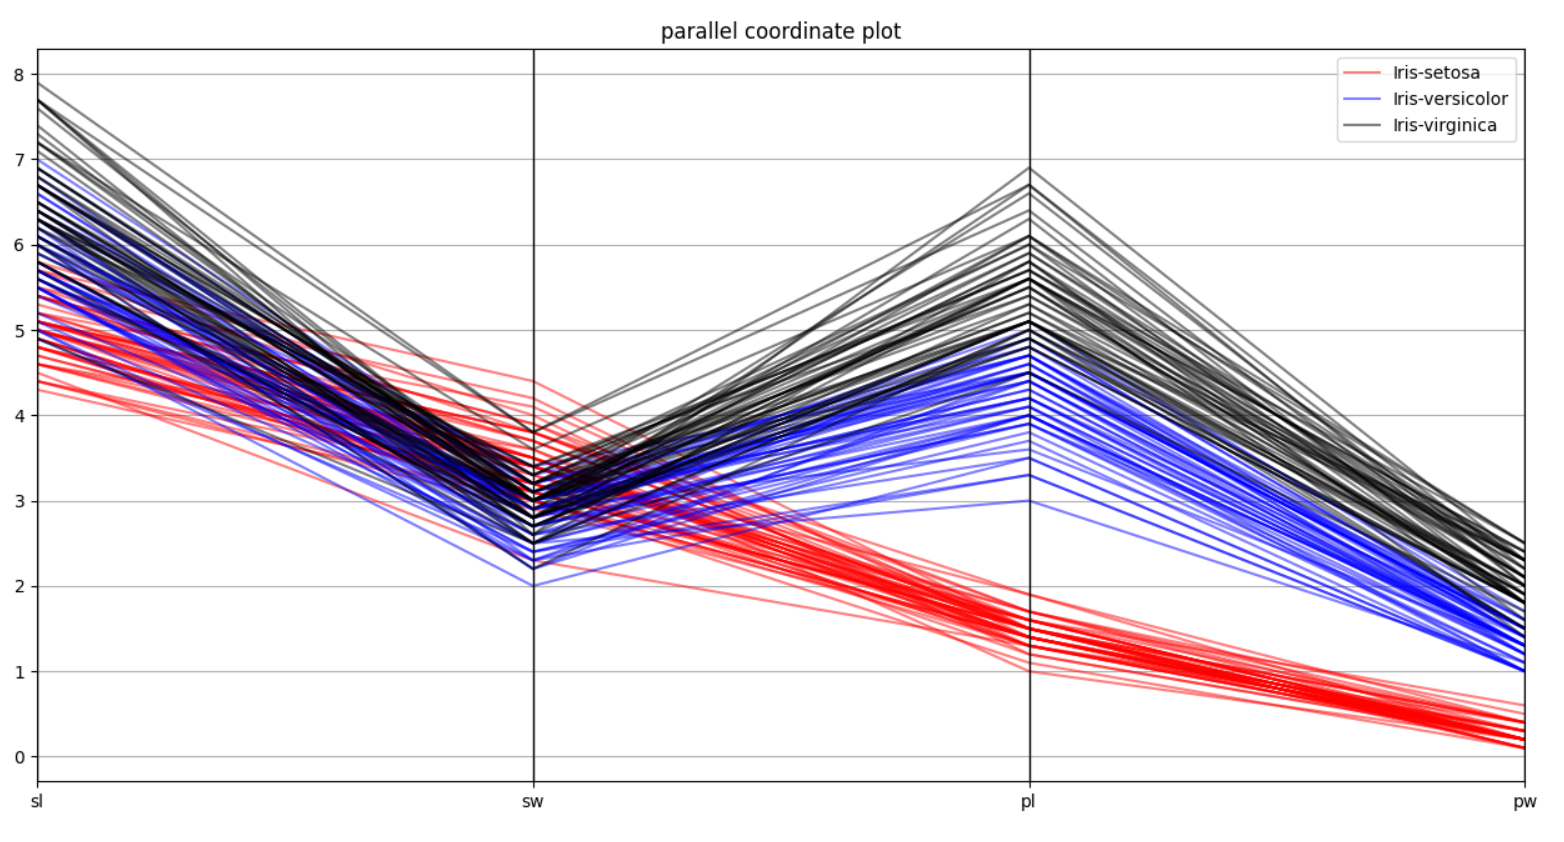 parallel coordinate plot
Iris-setosa
Iris-versicolor
Iris-virginica
8
7
6
5
4
3
2
1
0
sl sw pl pw